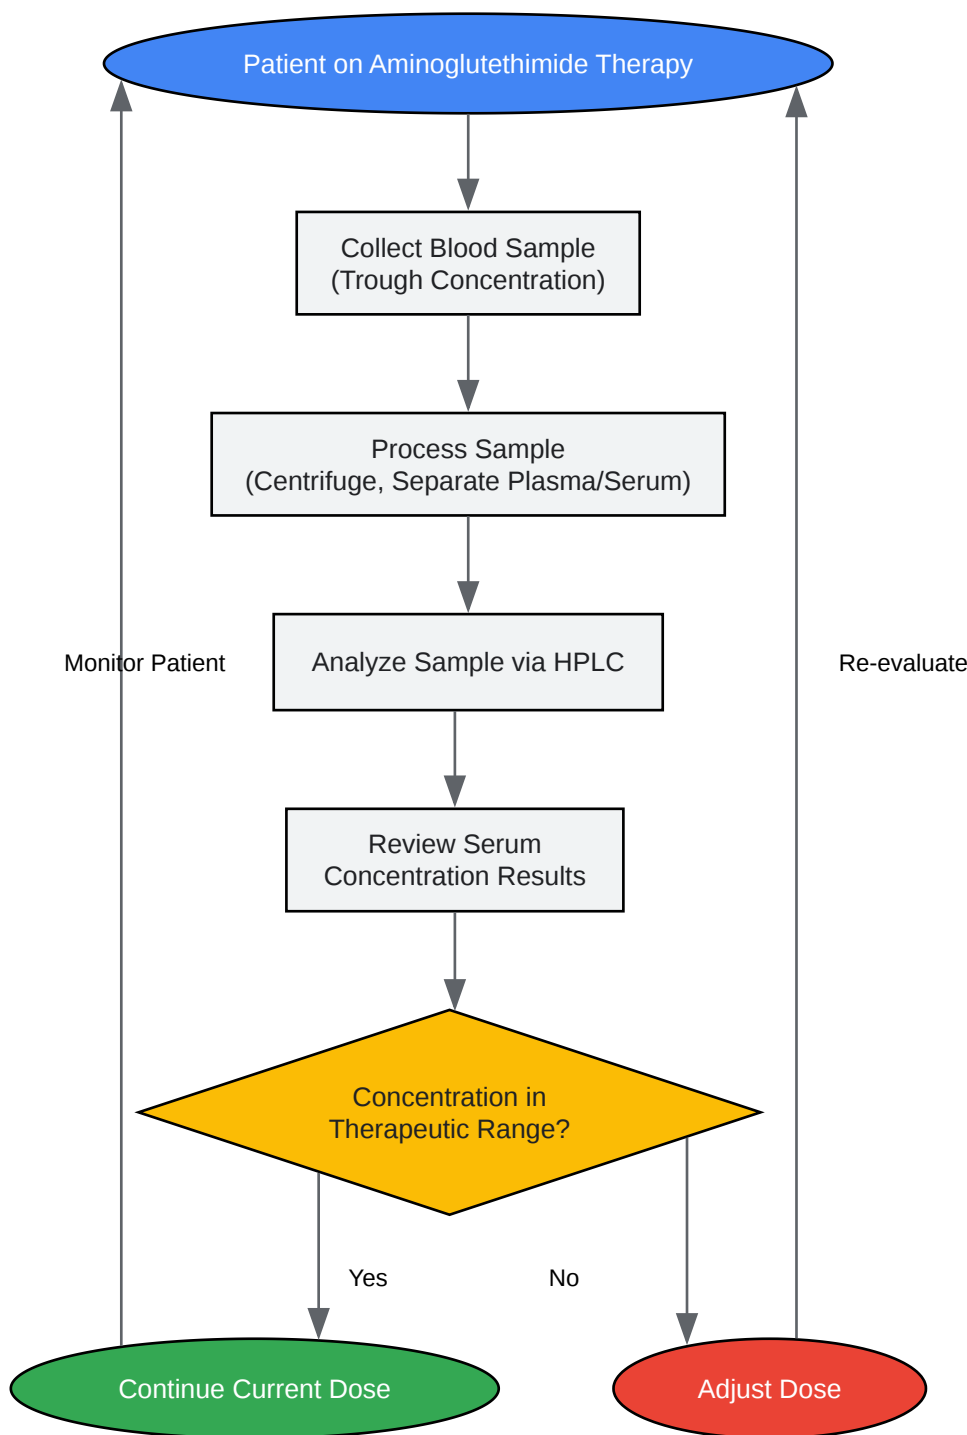 Patient on Aminoglutethimide Therapy
Collect Blood Sample
(Trough Concentration)
Process Sample
(Centrifuge, Separate Plasma/Serum)
Analyze Sample via HPLC
Monitor Patient
Re-evaluate
Review Serum
Concentration Results
Concentration in
Therapeutic Range?
Yes
No
Continue Current Dose
Adjust Dose